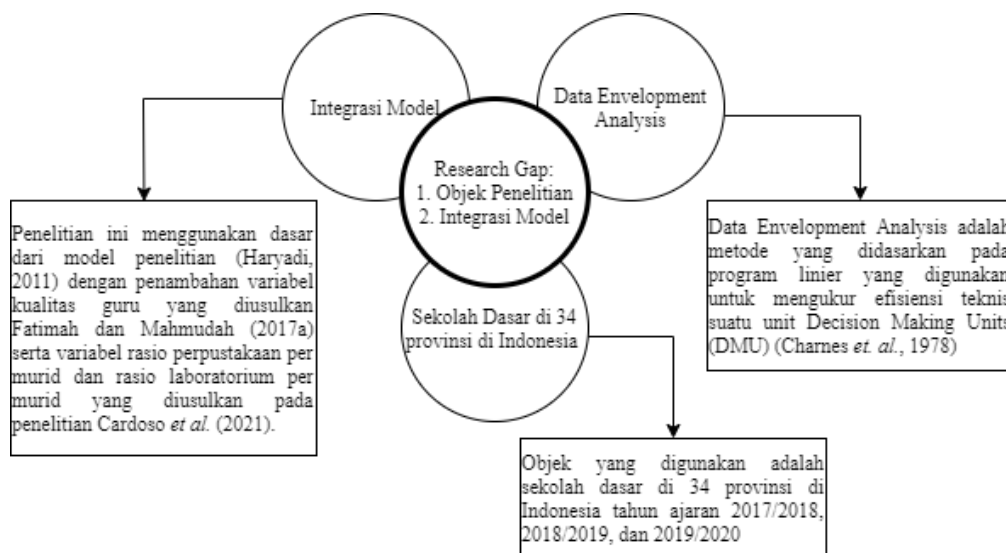 Integrasi Model
Data Envelopment
Analysis
Research Gap:
1. Objek Penelitian
2. Integrasi Model
Sekolah Dasar di 34
provinsi di Indonesia
Penelitian ini menggunakan dasar
dari model penelitian (Haryadi,
2011) dengan penambahan variabel
kualitas guru yang diusulkan
Fatimah dan Mahmudah (2017a)
serta variabel rasio perpustakaan per
murid dan rasio laboratorium per
murid yang diusulkan pada
penelitian Cardoso et al. (2021).
Data Envelopment Analysis adalah
metode yang didasarkan pada
program linier yang digunakan
untuk mengukur efisiensi teknis
suatu unit Decision Making Units
(DMU) (Charnes et. al., 1978)
Objek yang digunakan adalah
sekolah dasar di 34 provinsi di
Indonesia tahun ajaran 2017/2018,
2018/2019, dan 2019/2020